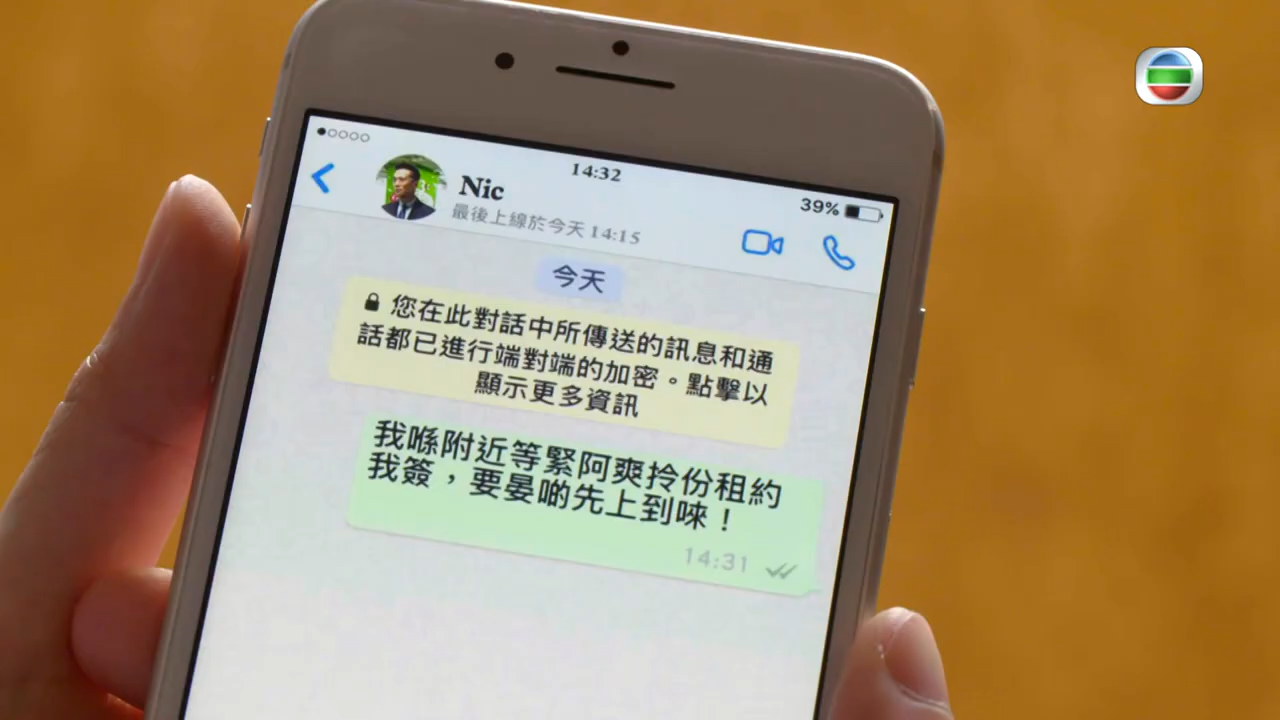 14:32
39%
Nic
最後上線於今天 14:15
今天
您在此對話中所傳送的訊息和通
話都已進行端對端的加密。點擊以
顯示更多資訊
我喺附近等緊阿爽拎份租約
我簽，要晏啲先上到唻！
14:31